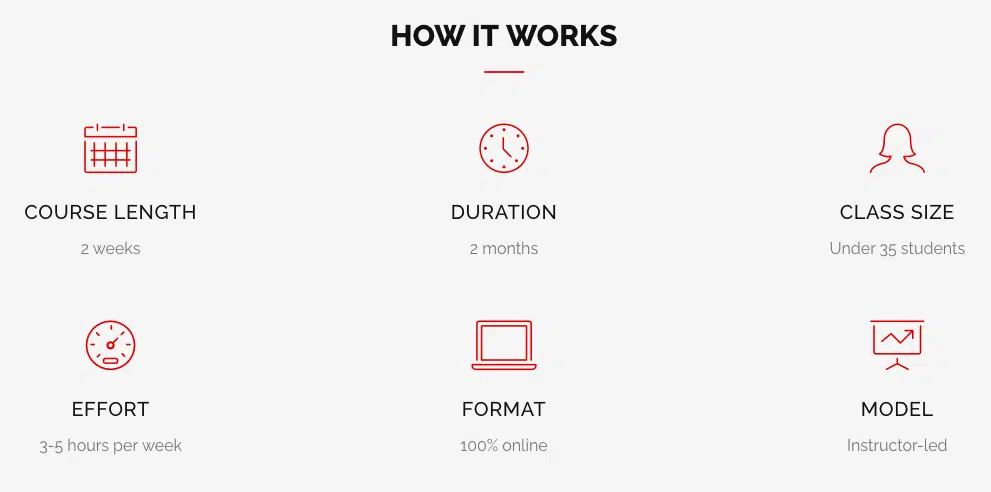 HOW IT WORKS
COURSE LENGTH
2 weeks
DURATION
2 months
CLASS SIZE
Under 35 students
EFFORT
3-5 hours per week
FORMAT
100% online
MODEL
Instructor-led